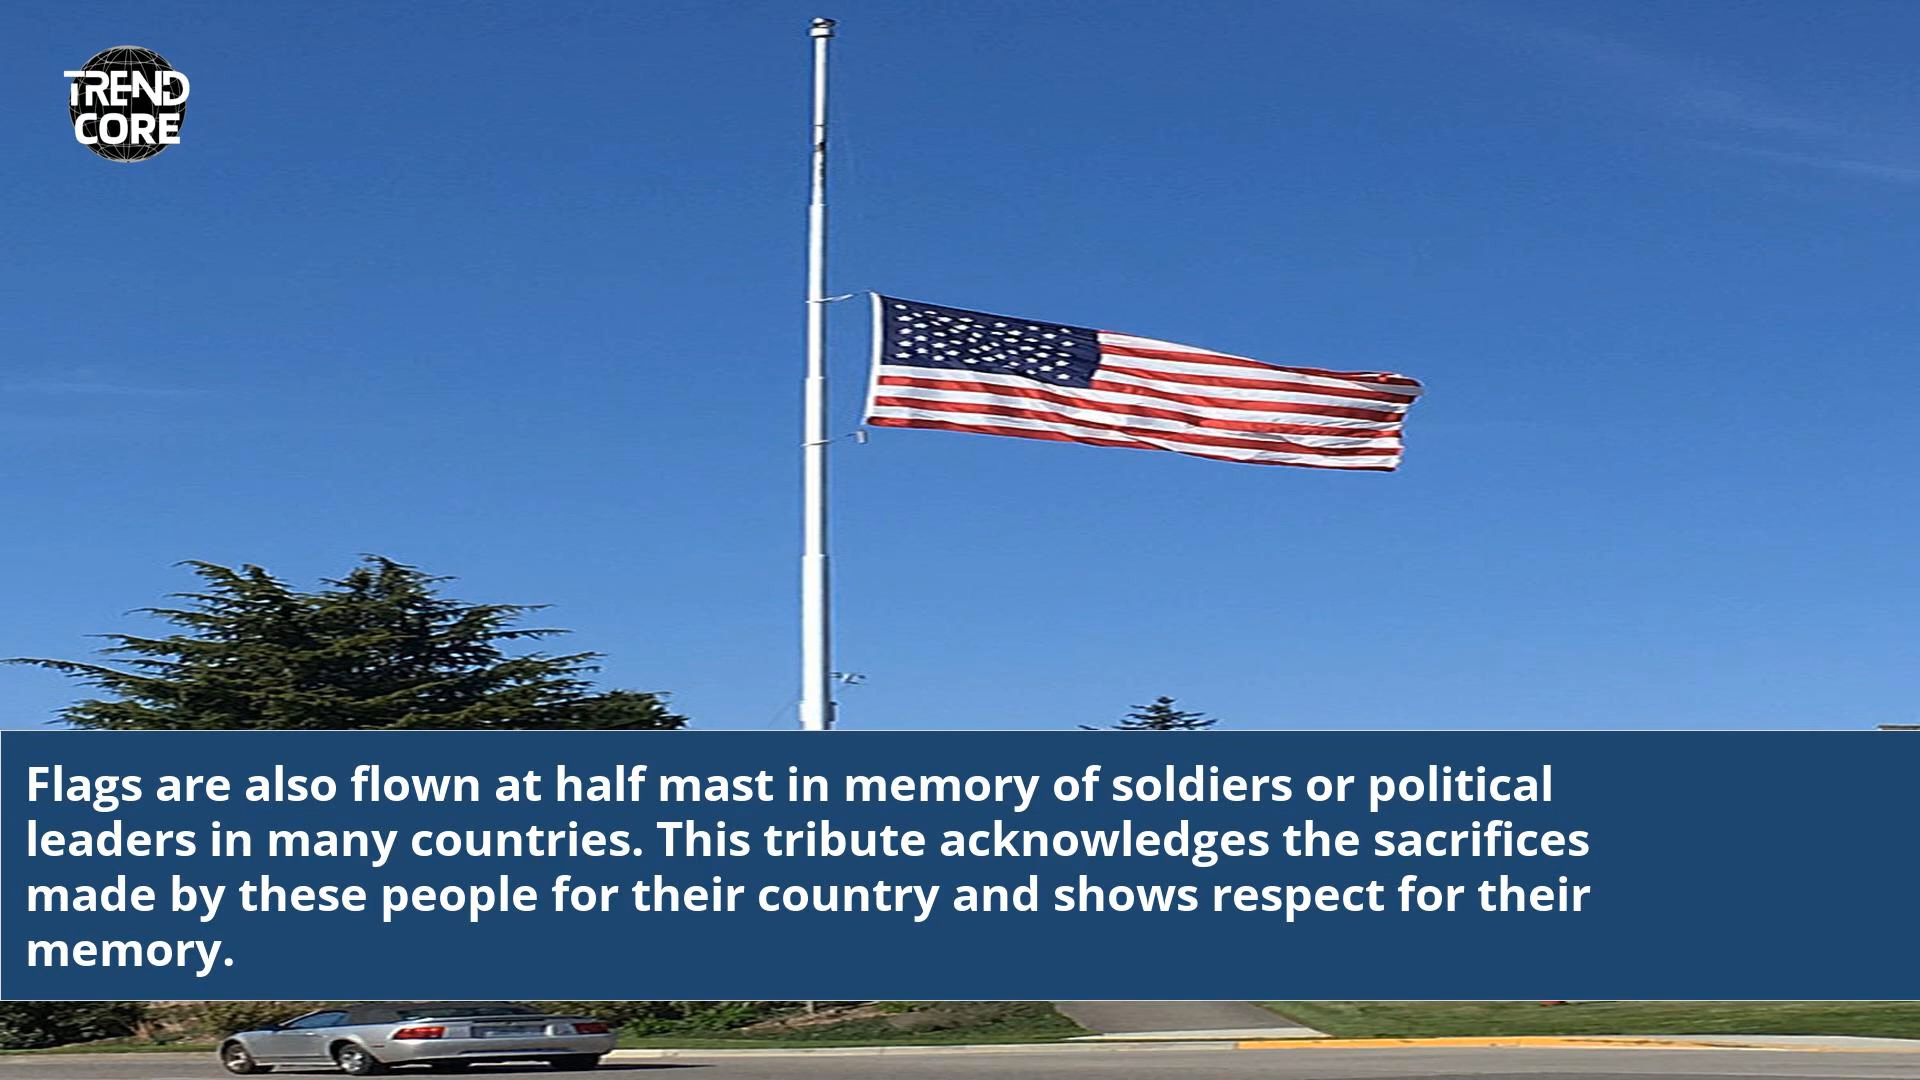 TREND
CORE
Flags are also flown at half mast in memory of soldiers or political
leaders in many countries. This tribute acknowledges the sacrifices
made by these people for their country and shows respect for their
memory.